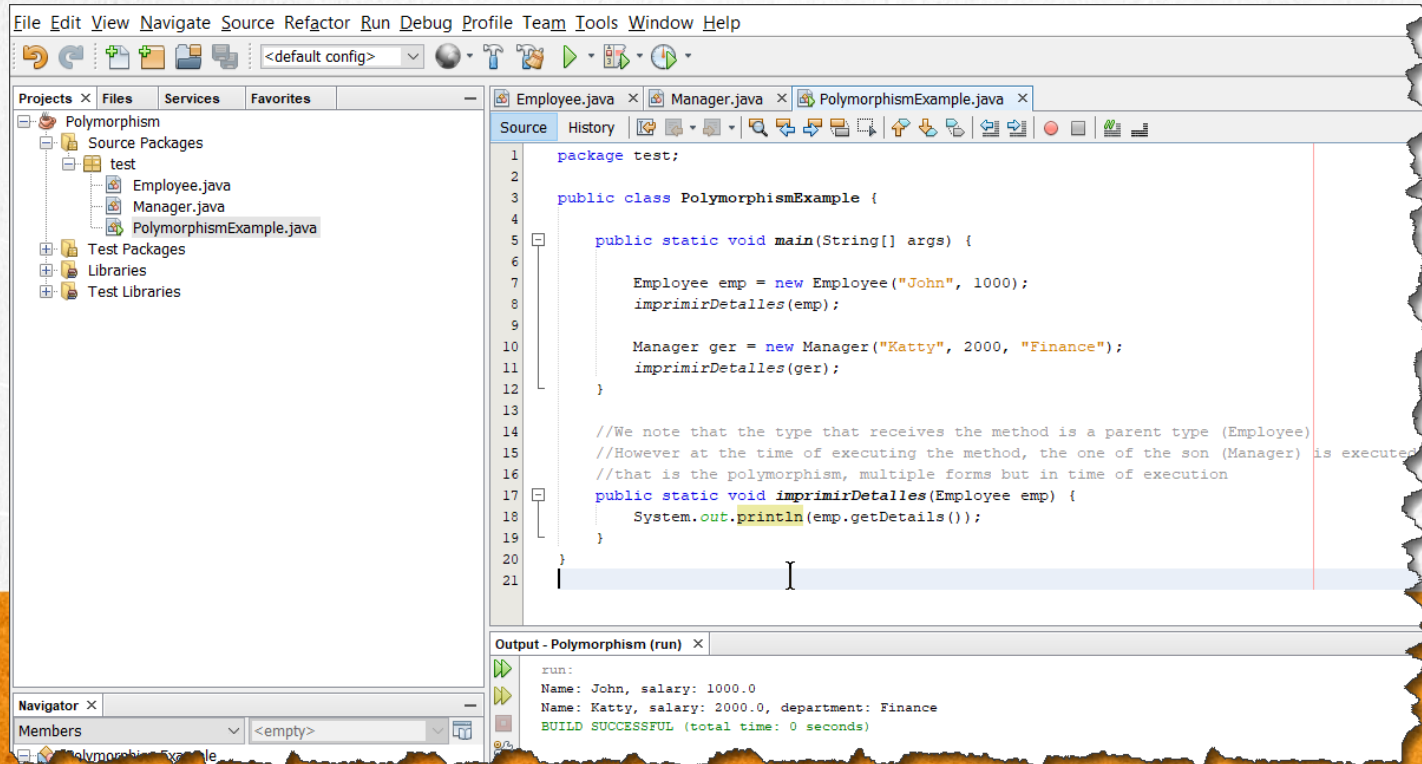 File Edit View Navigate Source Refactor Run Debug Profile Team Tools Window Help
<default config>
Projects Files Services Favorites
Polymorphism
Source Packages
test
Employee.java
Manager.java
PolymorphismExample.java
Test Packages
Libraries
Test Libraries
Navigator
Members <empty>
PolymorphismExample
Employee.java Manager.java PolymorphismExample.java
Source History
1 package test;
2
3 public class PolymorphismExample {
4
5 public static void main(String[] args) {
6
7 Employee emp = new Employee("John", 1000);
8 imprimirDetalles(emp);
9
10 Manager ger = new Manager("Katty", 2000, "Finance");
11 imprimirDetalles(ger);
12 }
13
14 //We note that the type that receives the method is a parent type (Employee)
15 //However at the time of executing the method, the one of the son (Manager) is executed
16 //that is the polymorphism, multiple forms but in time of execution
17 public static void imprimirDetalles(Employee emp) {
18 System.out.println(emp.getDetails());
19 }
20 }
21
Output - Polymorphism (run)
run:
Name: John, salary: 1000.0
Name: Katty, salary: 2000.0, department: Finance
BUILD SUCCESSFUL (total time: 0 seconds)